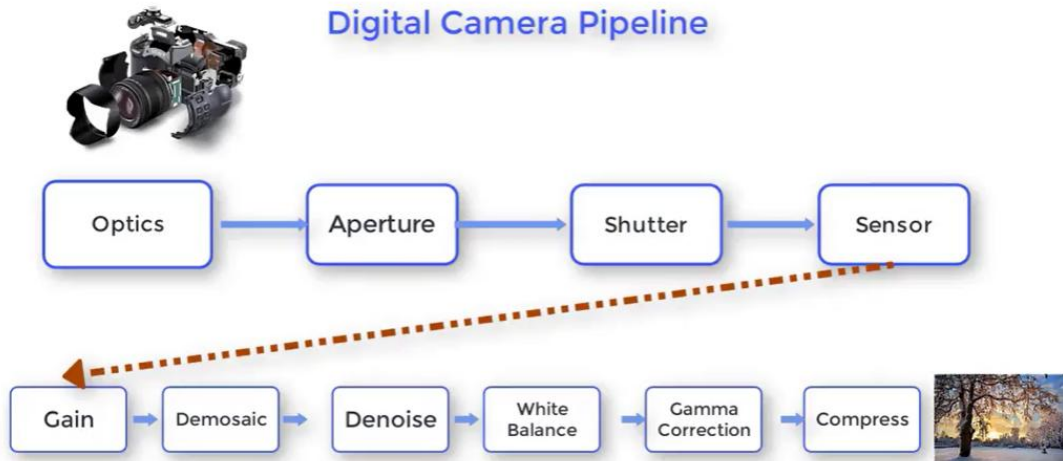 Digital Camera Pipeline
Optics
Aperture
Shutter
Sensor
Gain
Demosaic
Denoise
White
Balance
Gamma
Correction
Compress